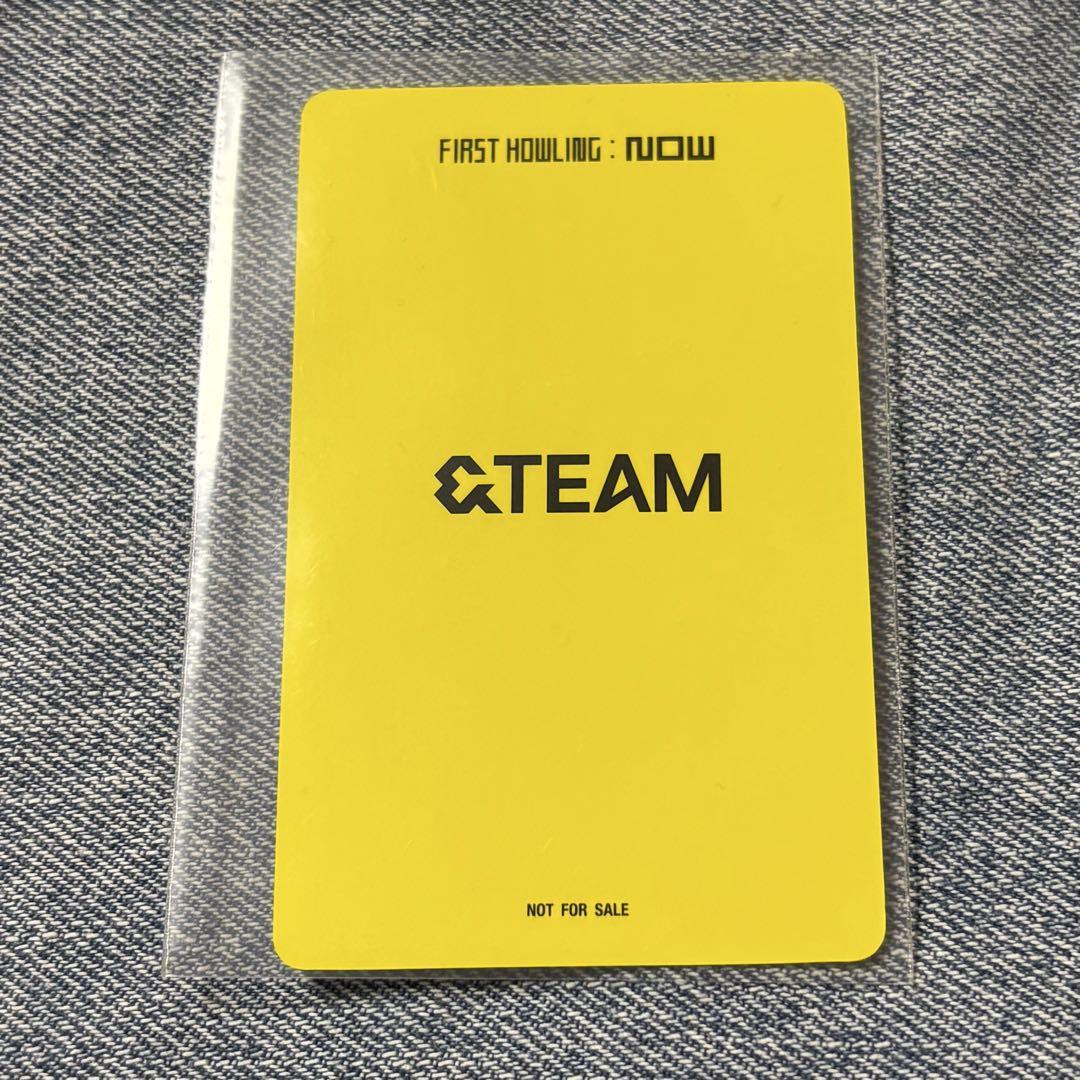 FIRST HOWLING : NOW
&TEAM
NOT FOR SALE